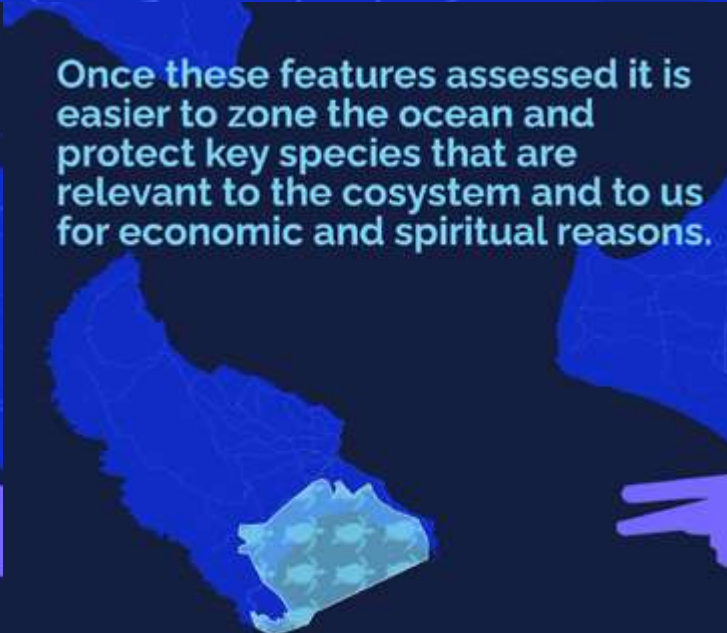 Once these features assessed it is
easier to zone the ocean and
protect key species that are
relevant to the cosystem and to us
for economic and spiritual reasons.